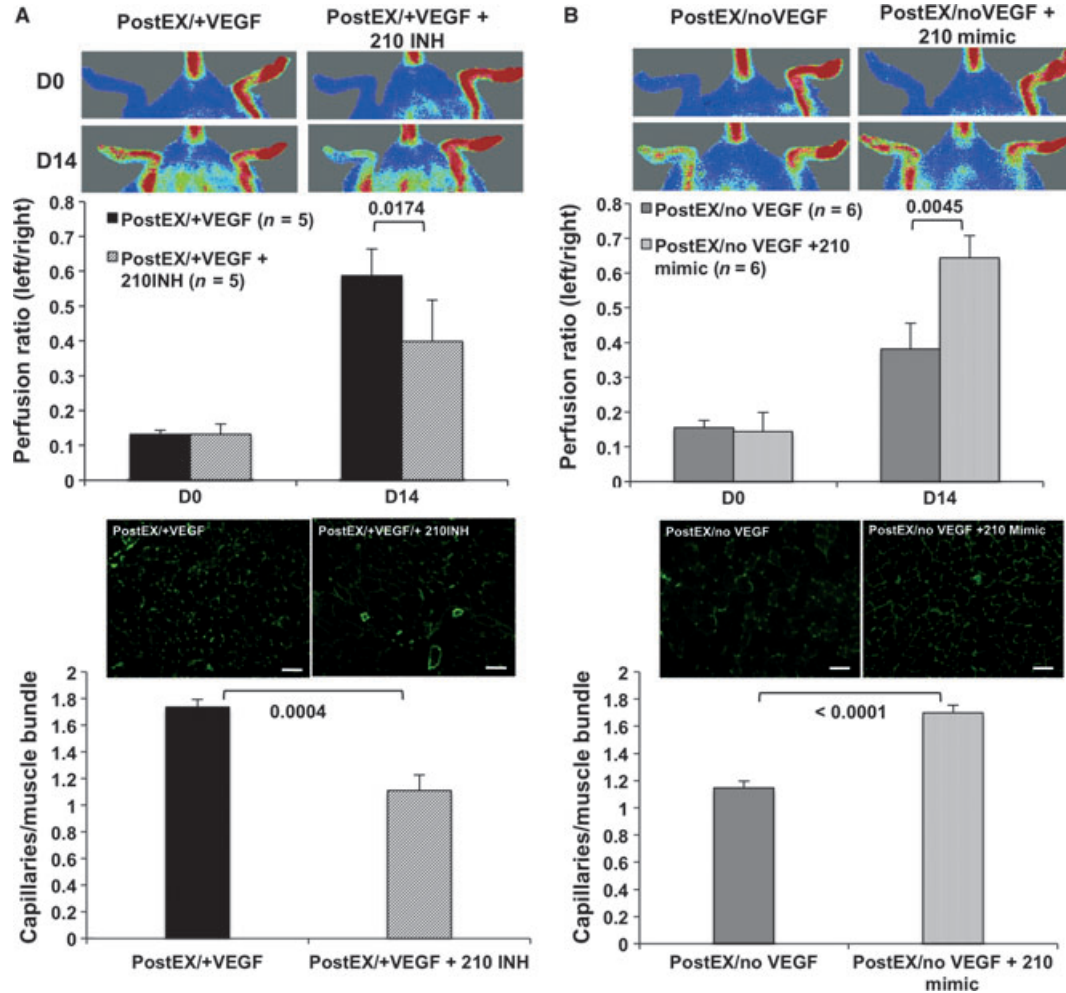 A
PostEX/+VEGF
PostEX/+VEGF +
210 INH
D0
D14
0.8
0.7
0.6
0.5
0.4
0.3
0.2
0.1
0
Perfusion ratio (left/right)
PostEX/+VEGF (n = 5)
PostEX/+VEGF +
210INH (n = 5)
0.0174
D0
D14
PostEX/+VEGF
PostEX/+VEGF/+ 210INH
2
1.8
1.6
1.4
1.2
1
0.8
0.6
0.4
0.2
0
Capillaries/muscle bundle
0.0004
PostEX/+VEGF
PostEX/+VEGF + 210 INH
B
PostEX/noVEGF
PostEX/noVEGF +
210 mimic
0.8
0.7
0.6
0.5
0.4
0.3
0.2
0.1
0
Perfusion ratio (left/right)
PostEX/no VEGF (n = 6)
PostEX/no VEGF +210
mimic (n = 6)
0.0045
D0
D14
PostEX/no VEGF
PostEX/no VEGF +210 Mimic
2
1.8
1.6
1.4
1.2
1
0.8
0.6
0.4
0.2
0
Capillaries/muscle bundle
< 0.0001
PostEX/no VEGF
PostEX/no VEGF + 210
mimic